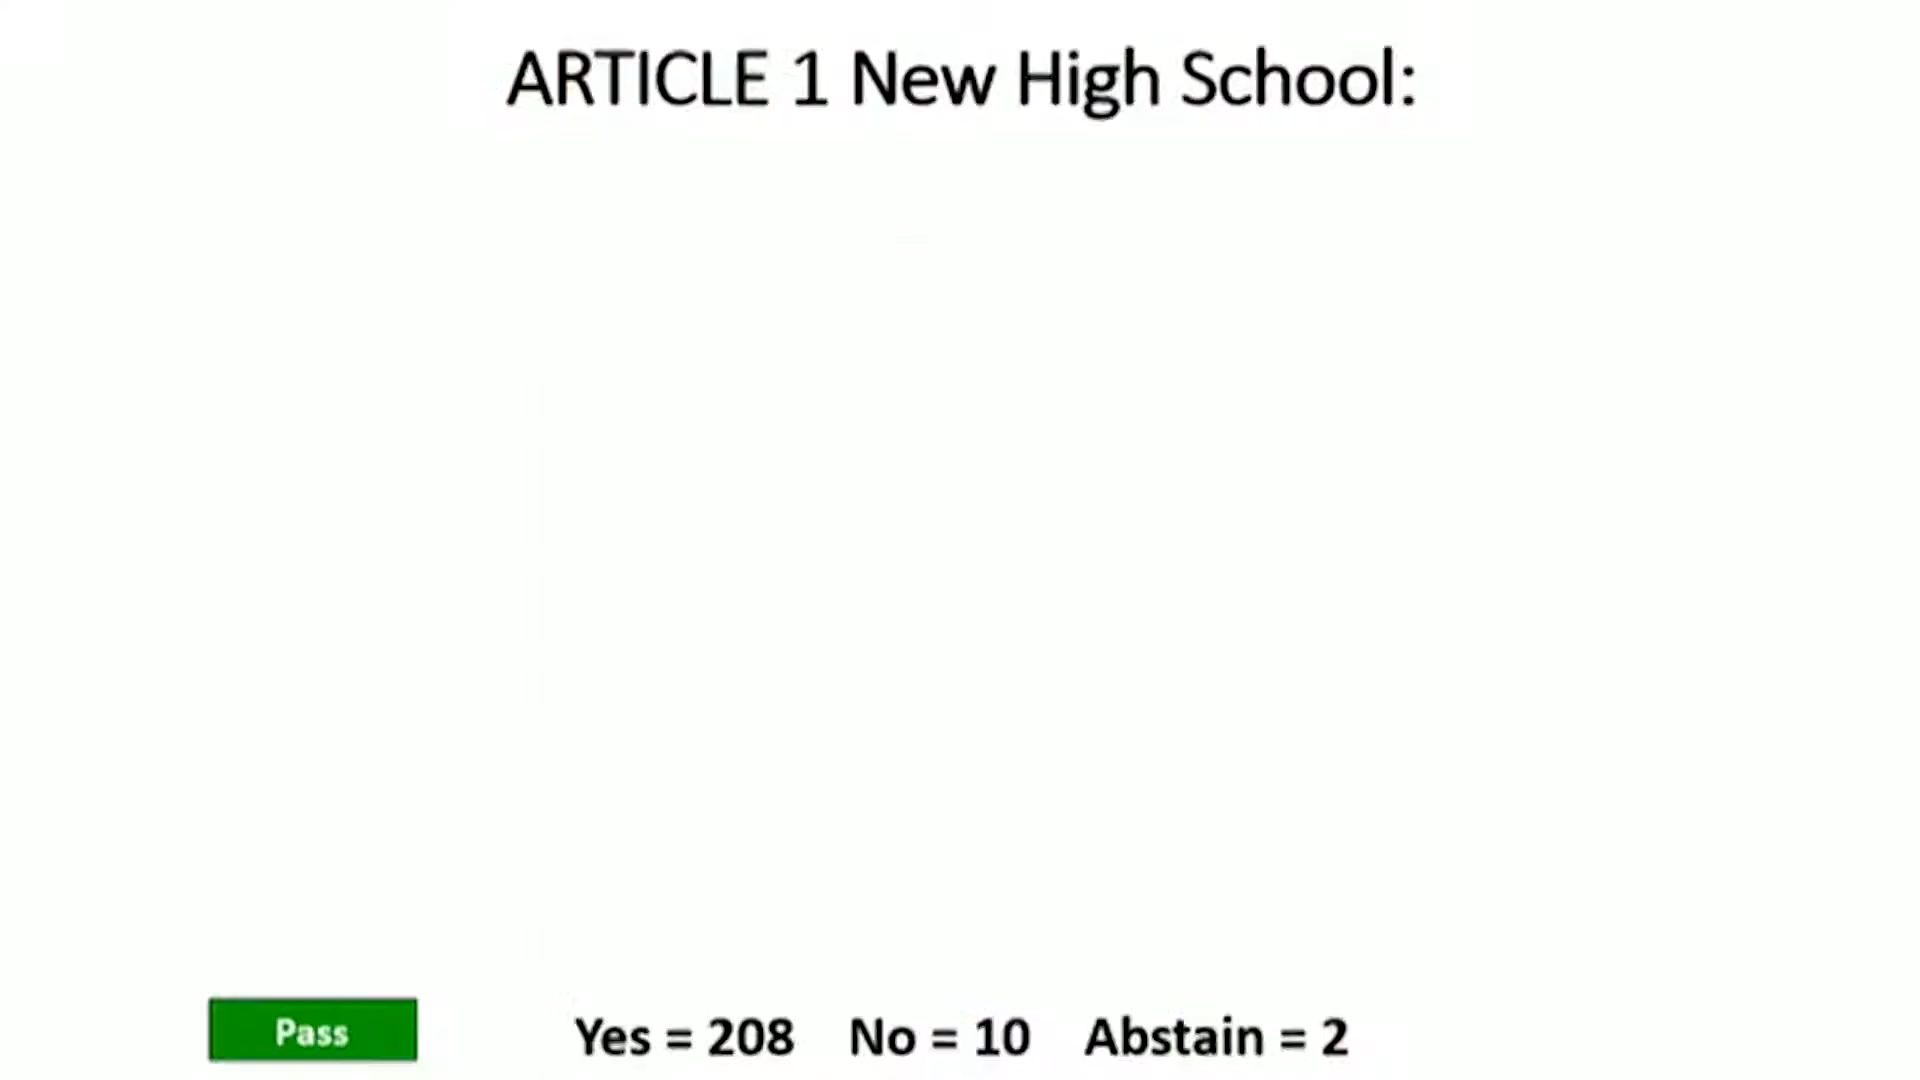 ARTICLE 1 New High School:
Pass
Yes = 208 No = 10 Abstain = 2